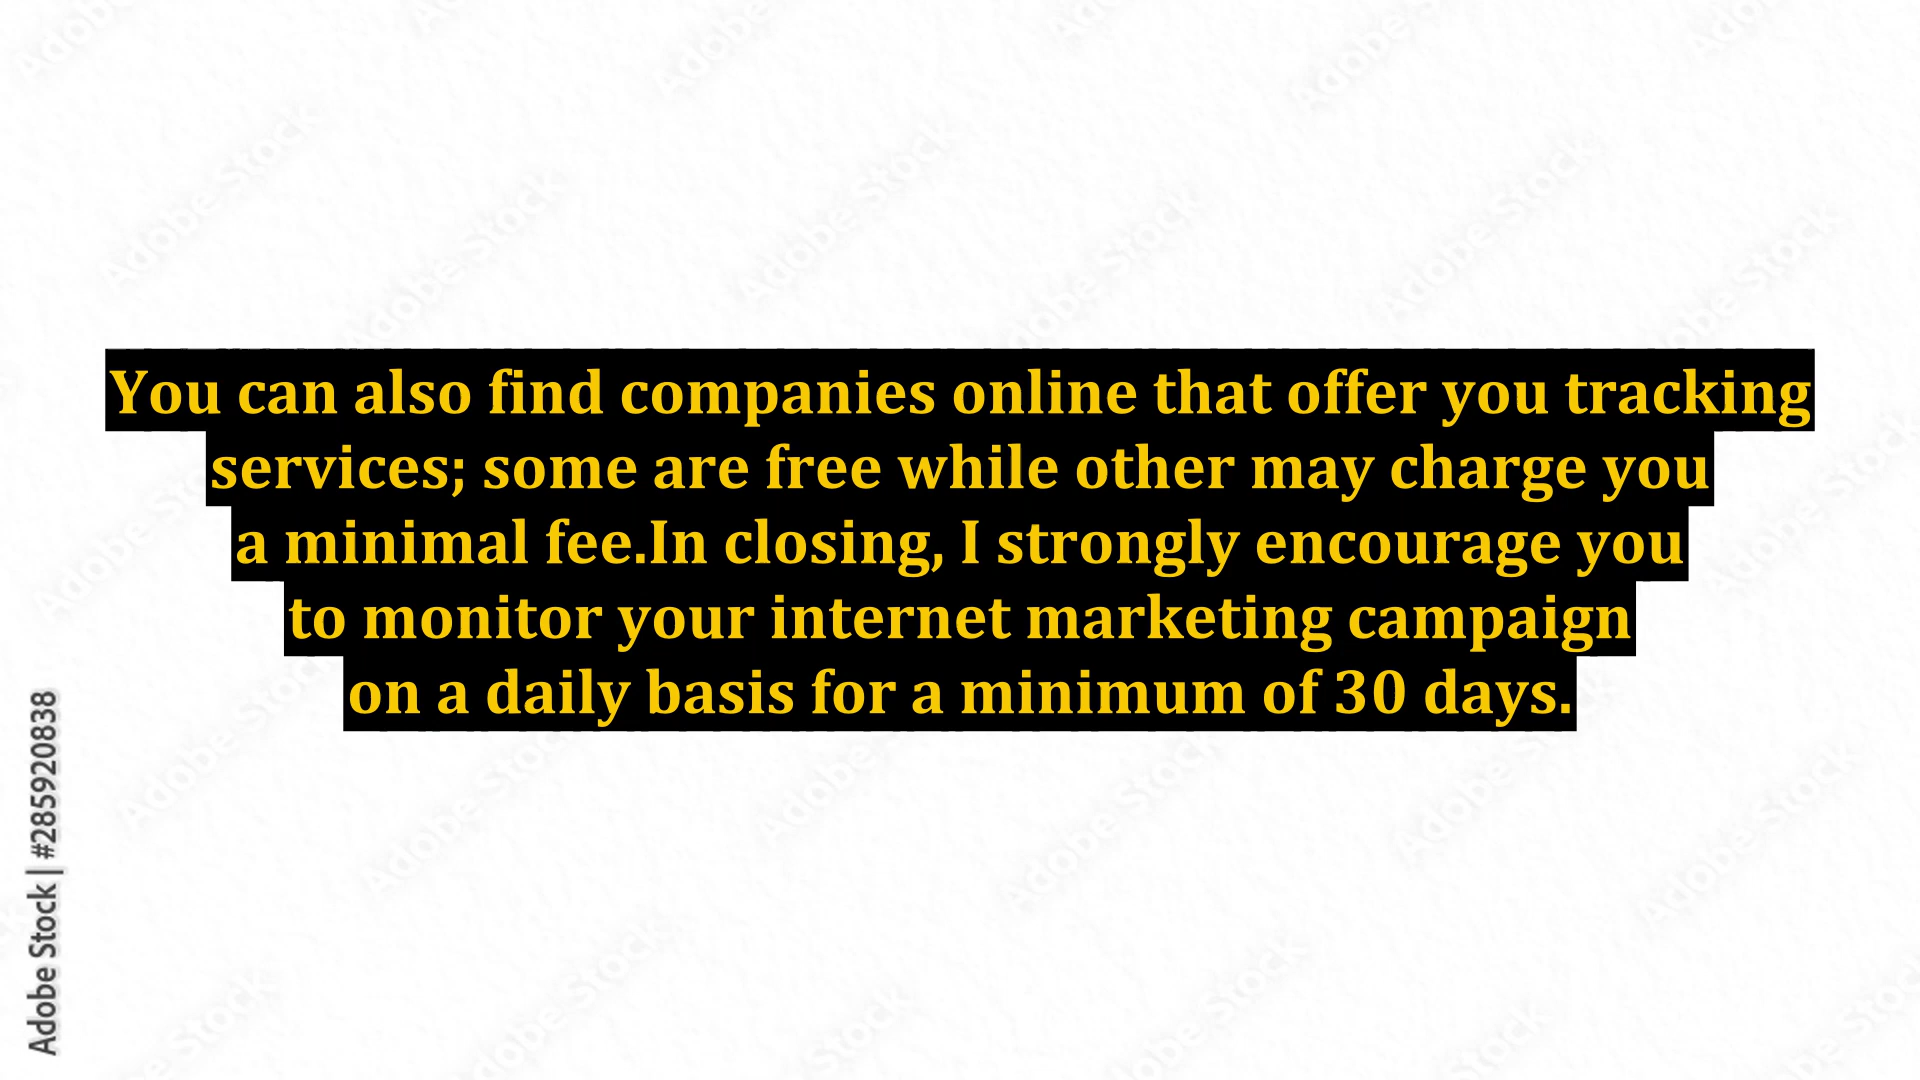 You can also find companies online that offer you tracking
services; some are free while other may charge you
a minimal fee.In closing, I strongly encourage you
to monitor your internet marketing campaign
on a daily basis for a minimum of 30 days.
Adobe Stock | #285920838